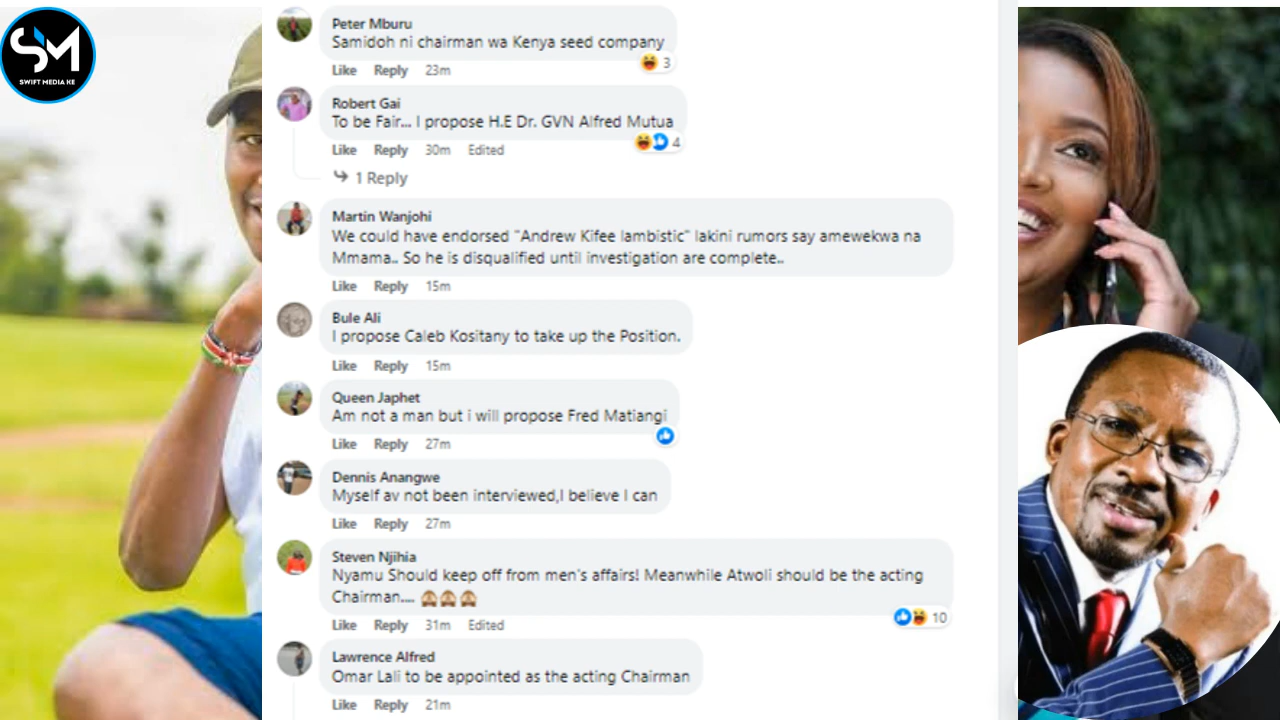 SM
SWIFT MEDIA KE
Peter Mburu
Samidoh ni chairman wa Kenya seed company
3
Like Reply 23m
Robert Gai
To be Fair... I propose H.E Dr. GVN Alfred Mutua
4
Like Reply 30m Edited
1 Reply
Martin Wanjohi
We could have endorsed "Andrew Kifee lambistic" lakini rumors say amewekwa na
Mmama.. So he is disqualified until investigation are complete..
Like Reply 15m
Bule Ali
I propose Caleb Kositany to take up the Position.
Like Reply 15m
Queen Japhet
Am not a man but i will propose Fred Matiangi
Like Reply 27m
Dennis Anangwe
Myself av not been interviewed,I believe I can
Like Reply 27m
Steven Njihia
Nyamu Should keep off from men's affairs! Meanwhile Atwoli should be the acting
Chairman.... 🙈🙈🙈
10
Like Reply 31m Edited
Lawrence Alfred
Omar Lali to be appointed as the acting Chairman
Like Reply 21m